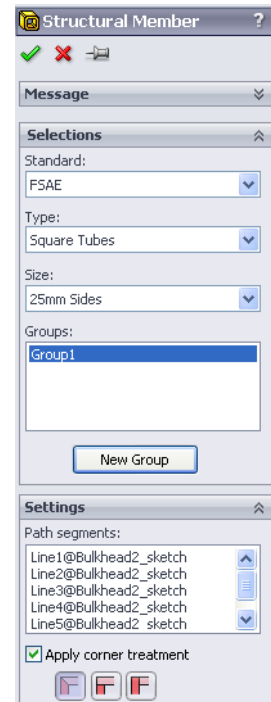 Structural Member ?
Message
Selections
Standard:
FSAE
Type:
Square Tubes
Size:
25mm Sides
Groups:
Group1
New Group
Settings
Path segments:
Line1@Bulkhead2_sketch
Line2@Bulkhead2_sketch
Line3@Bulkhead2_sketch
Line4@Bulkhead2_sketch
Line5@Bulkhead2_sketch
Apply corner treatment